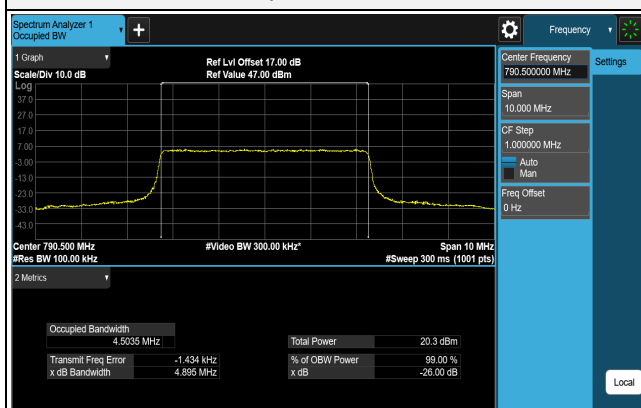 Spectrum Analyzer 1
Occupied BW
Frequency
1 Graph
Scale/Div 10.0 dB
Ref Lvl Offset 17.00 dB
Ref Value 47.00 dBm
Log
37.0
27.0
17.0
7.00
-3.00
-13.0
-23.0
-33.0
-43.0
Center 790.500 MHz
#Video BW 300.00 kHz*
Span 10 MHz
#Res BW 100.00 kHz
#Sweep 300 ms (1001 pts)
2 Metrics
Occupied Bandwidth
4.5035 MHz
Total Power 20.3 dBm
Transmit Freq Error -1.434 kHz
% of OBW Power 99.00 %
x dB Bandwidth 4.895 MHz
x dB -26.00 dB
Center Frequency
790.500000 MHz
Settings
Span
10.000 MHz
CF Step
1.000000 MHz
Auto
Man
Freq Offset
0 Hz
Local